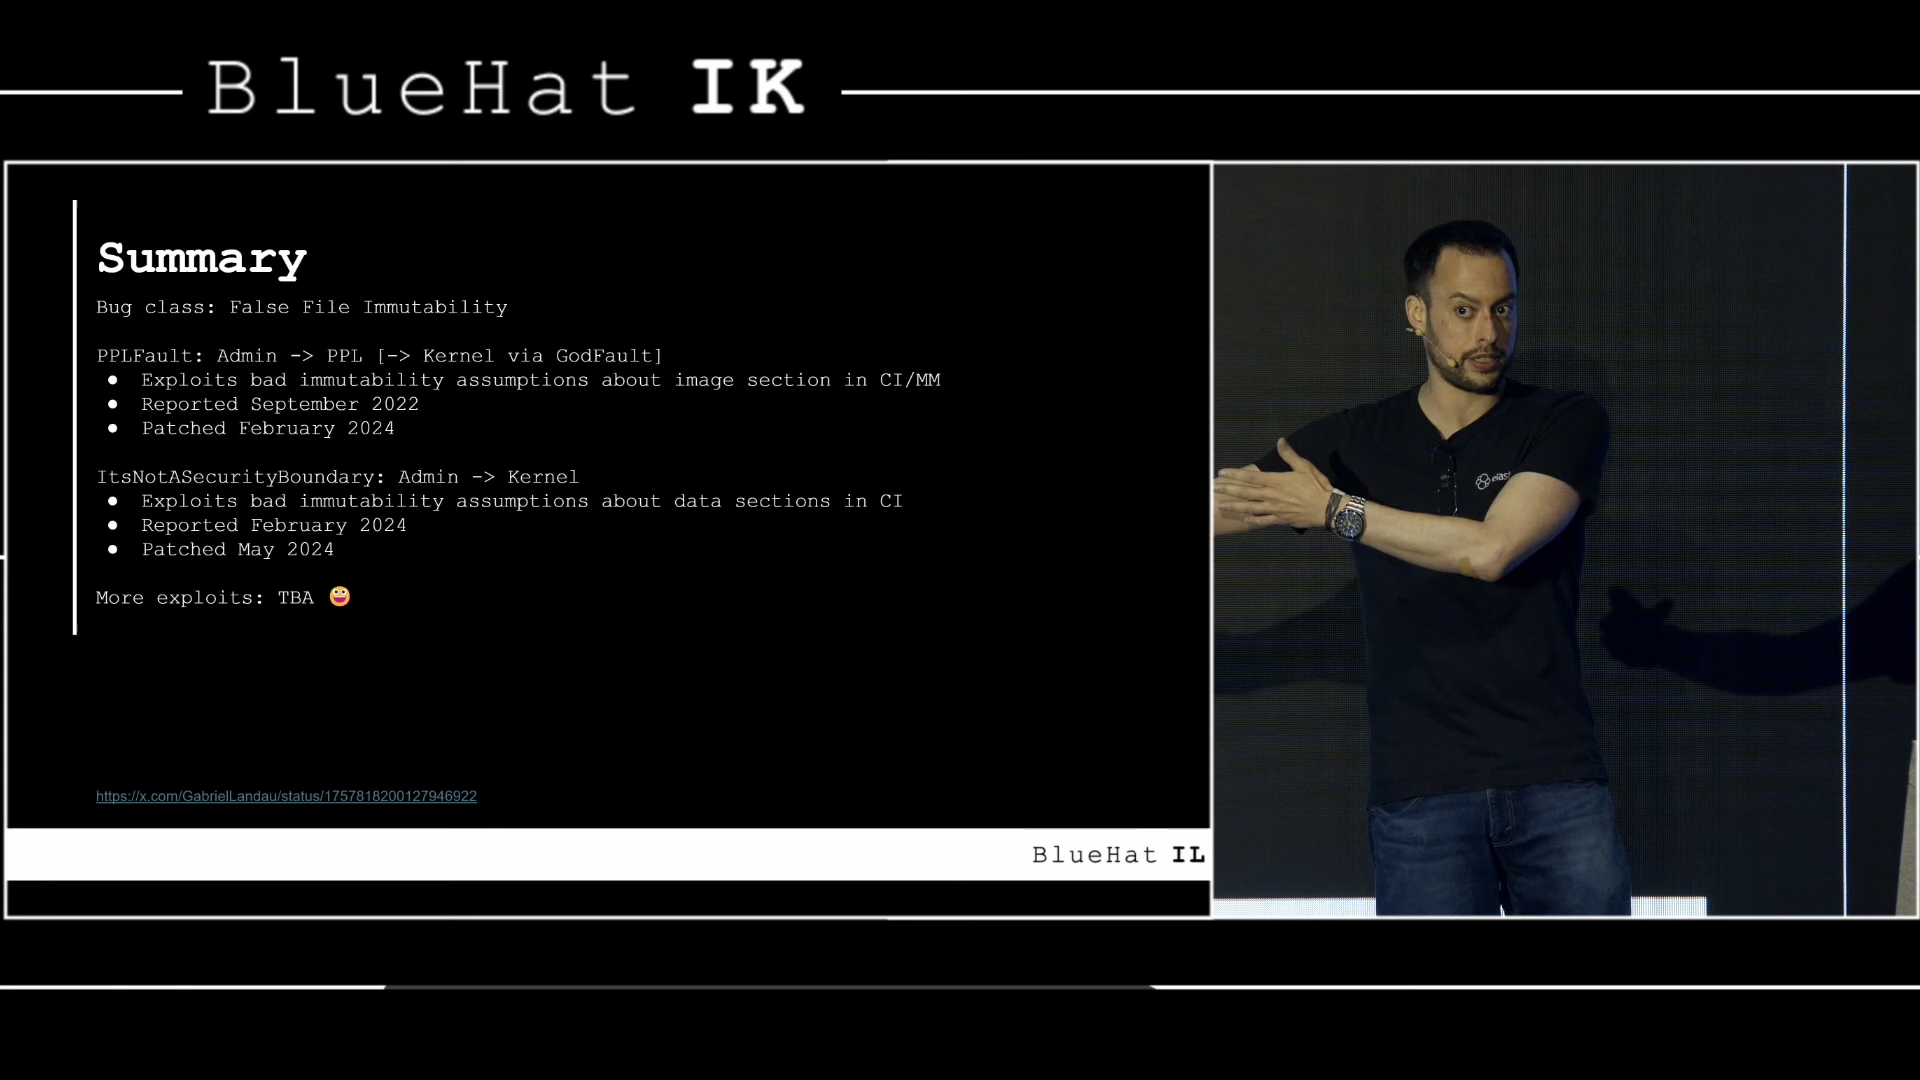 BlueHat IK
Summary
Bug class: False File Immutability
PPLFault: Admin -> PPL [-> Kernel via GodFault]
● Exploits bad immutability assumptions about image section in CI/MM
● Reported September 2022
● Patched February 2024
ItsNotASecurityBoundary: Admin -> Kernel
● Exploits bad immutability assumptions about data sections in CI
● Reported February 2024
● Patched May 2024
More exploits: TBA 😀
https://x.com/GabrielLandau/status/1757818200127946922
BlueHat IL
elastic